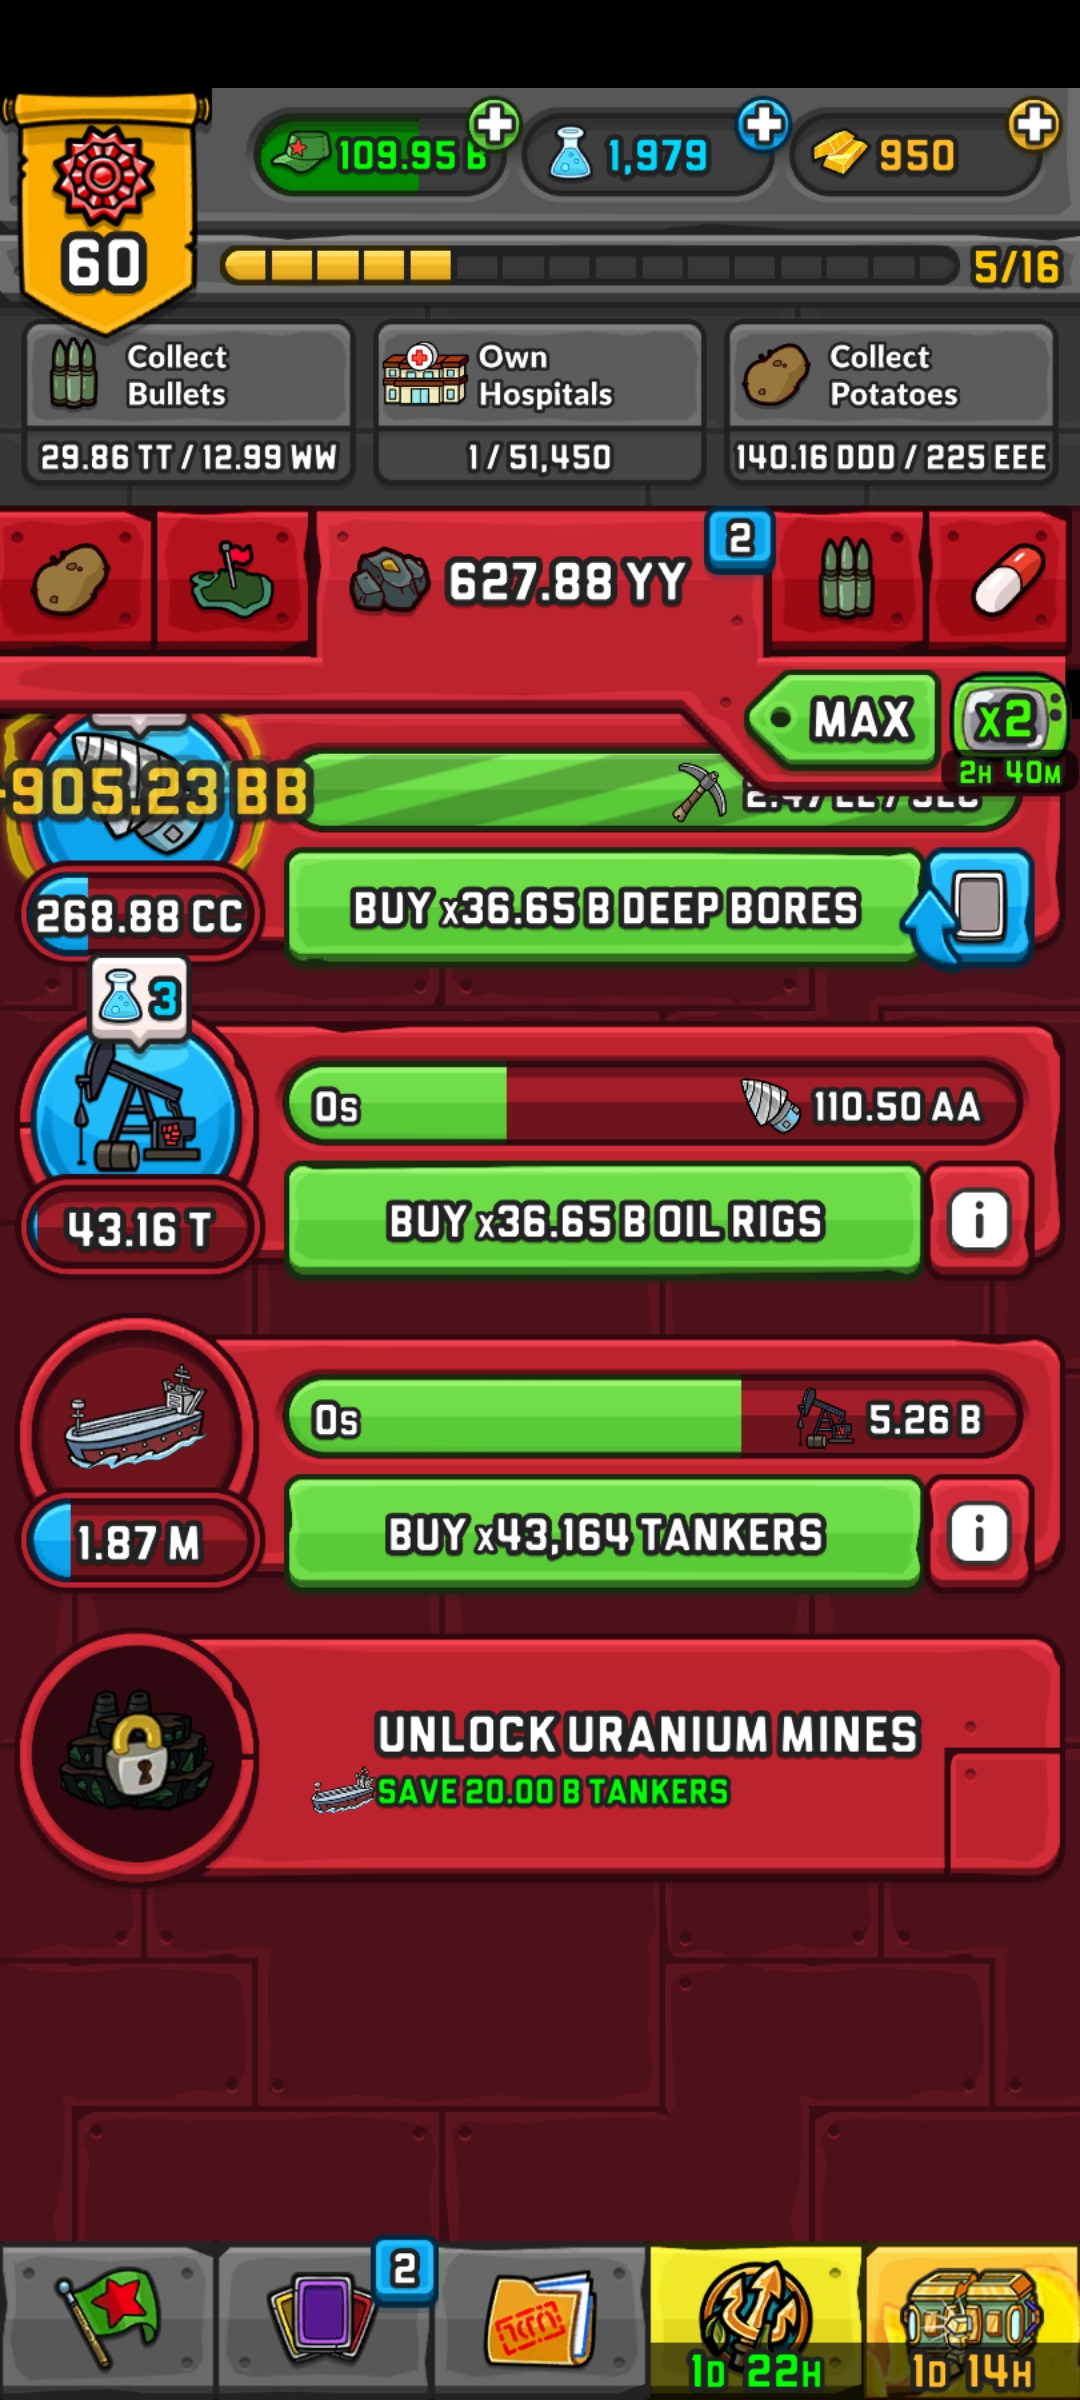 109.95 B
1,979
950
60
5/16
Collect
Bullets
29.86 TT / 12.99 WW
Own
Hospitals
1 / 51,450
Collect
Potatoes
140.16 DDD / 225 EEE
627.88 YY
2
MAX
x2
2H 40M
905.23 BB
268.88 CC
BUY x36.65 B DEEP BORES
3
0s
110.50 AA
43.16 T
BUY x36.65 B OIL RIGS
i
0s
5.26 B
1.87 M
BUY x43,164 TANKERS
i
UNLOCK URANIUM MINES
SAVE 20.00 B TANKERS
2
1D 22H
1D 14H